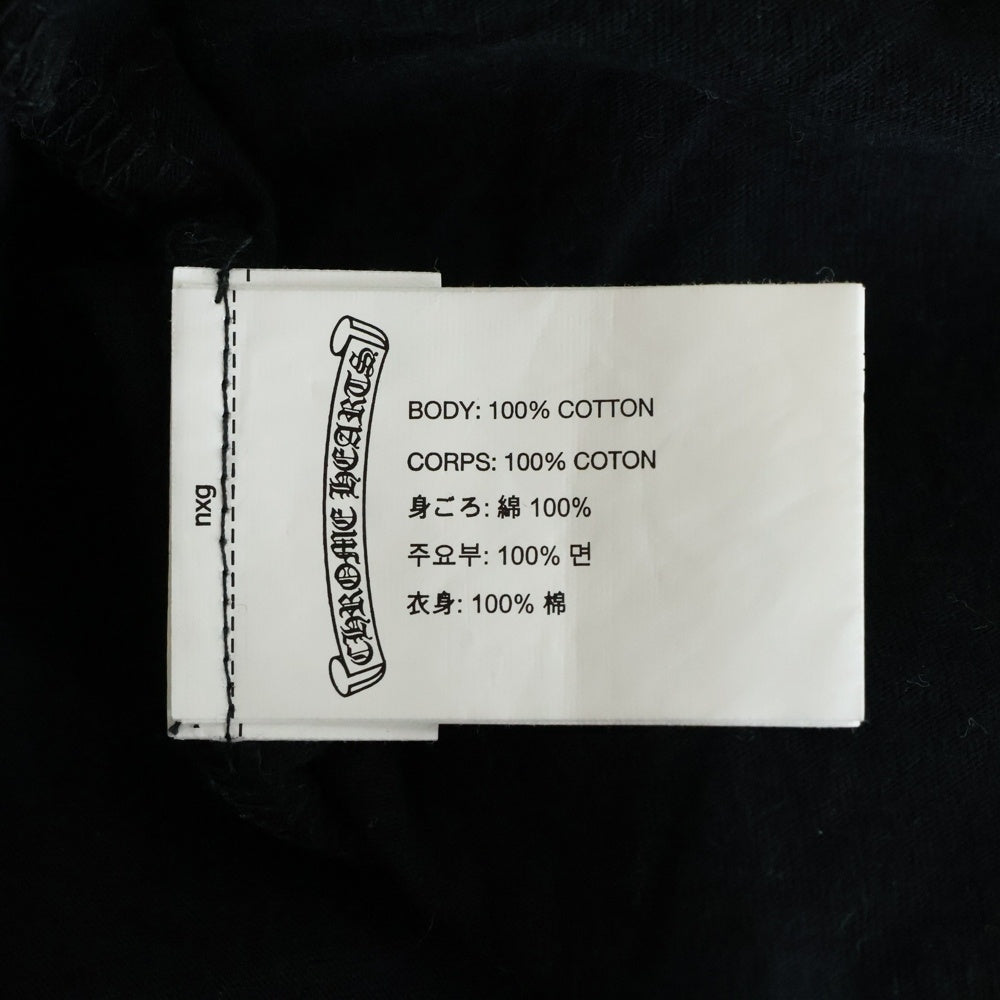 nxg
CHROME HEARTS
BODY: 100% COTTON
CORPS: 100% COTON
身ごろ: 綿 100%
주요부: 100% 면
衣身: 100% 棉